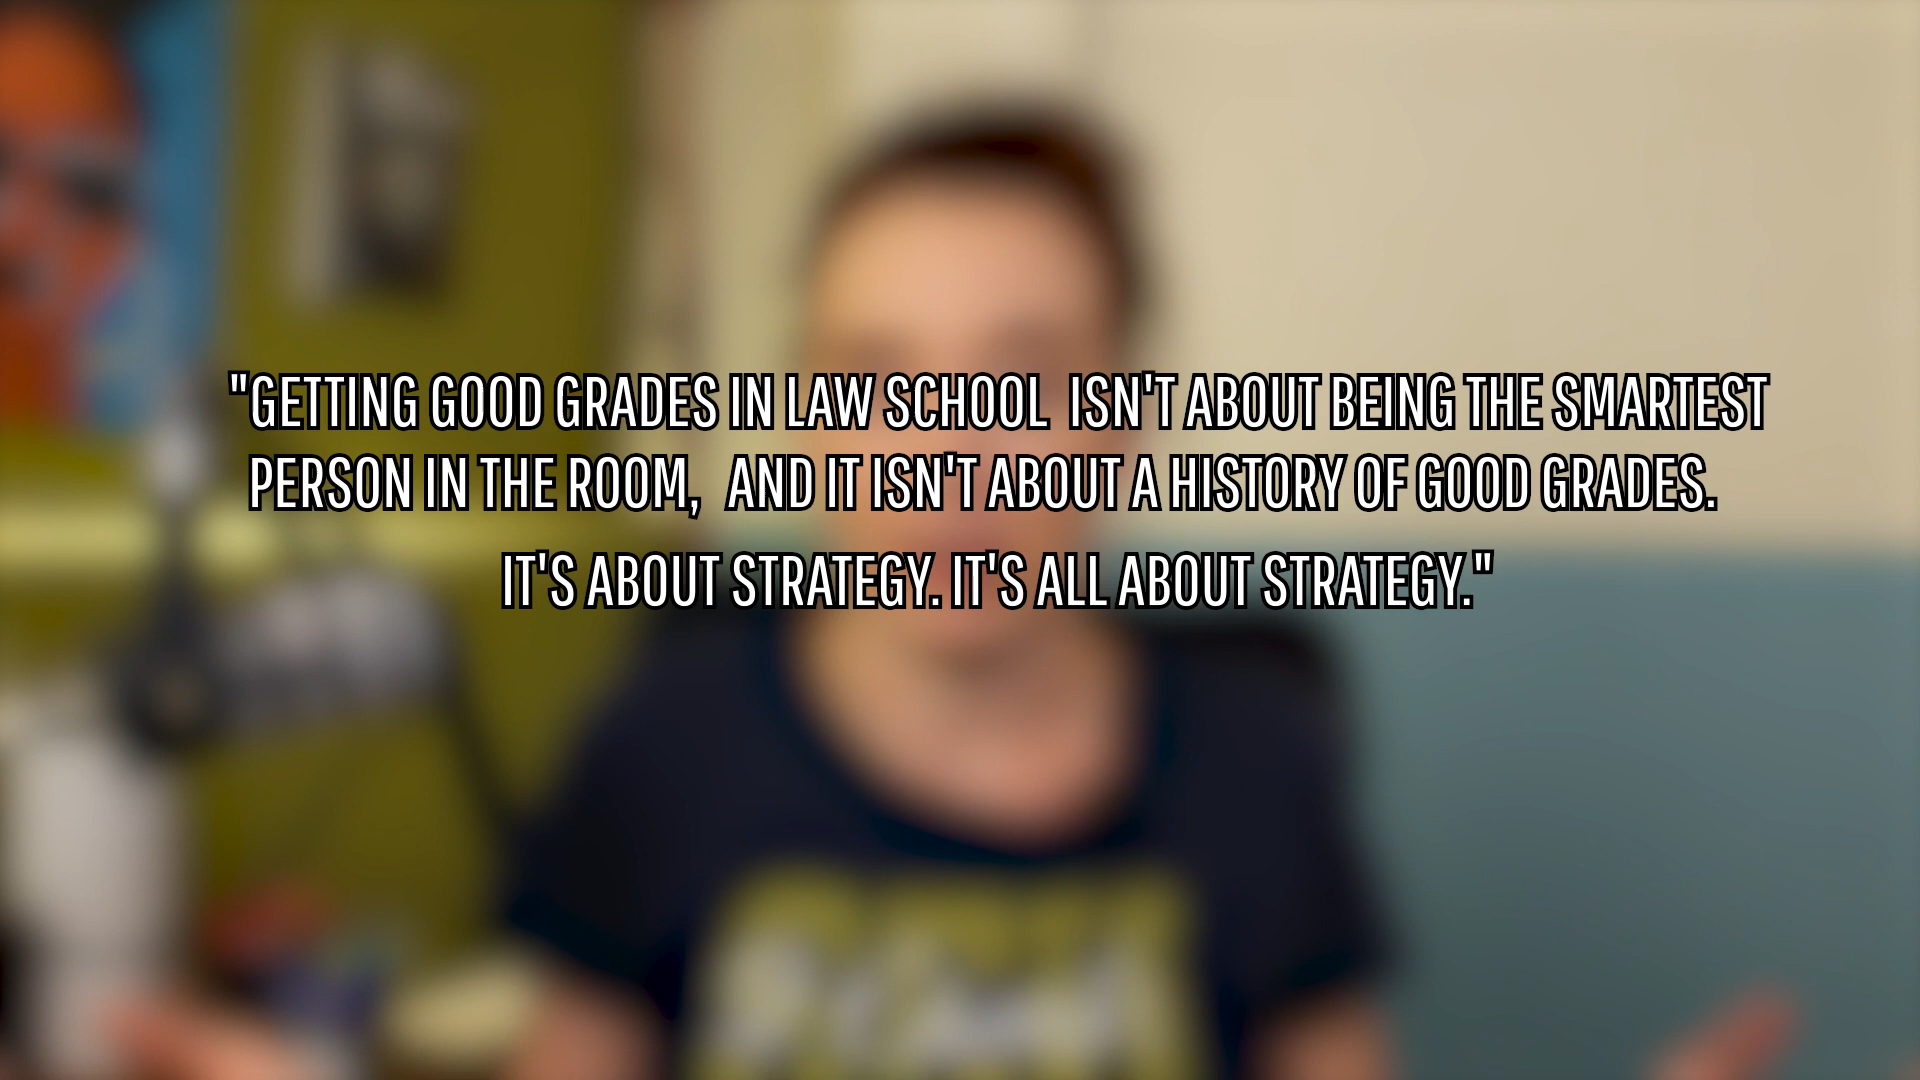 "GETTING GOOD GRADES IN LAW SCHOOL ISN'T ABOUT BEING THE SMARTEST
PERSON IN THE ROOM, AND IT ISN'T ABOUT A HISTORY OF GOOD GRADES.
IT'S ABOUT STRATEGY. IT'S ALL ABOUT STRATEGY."